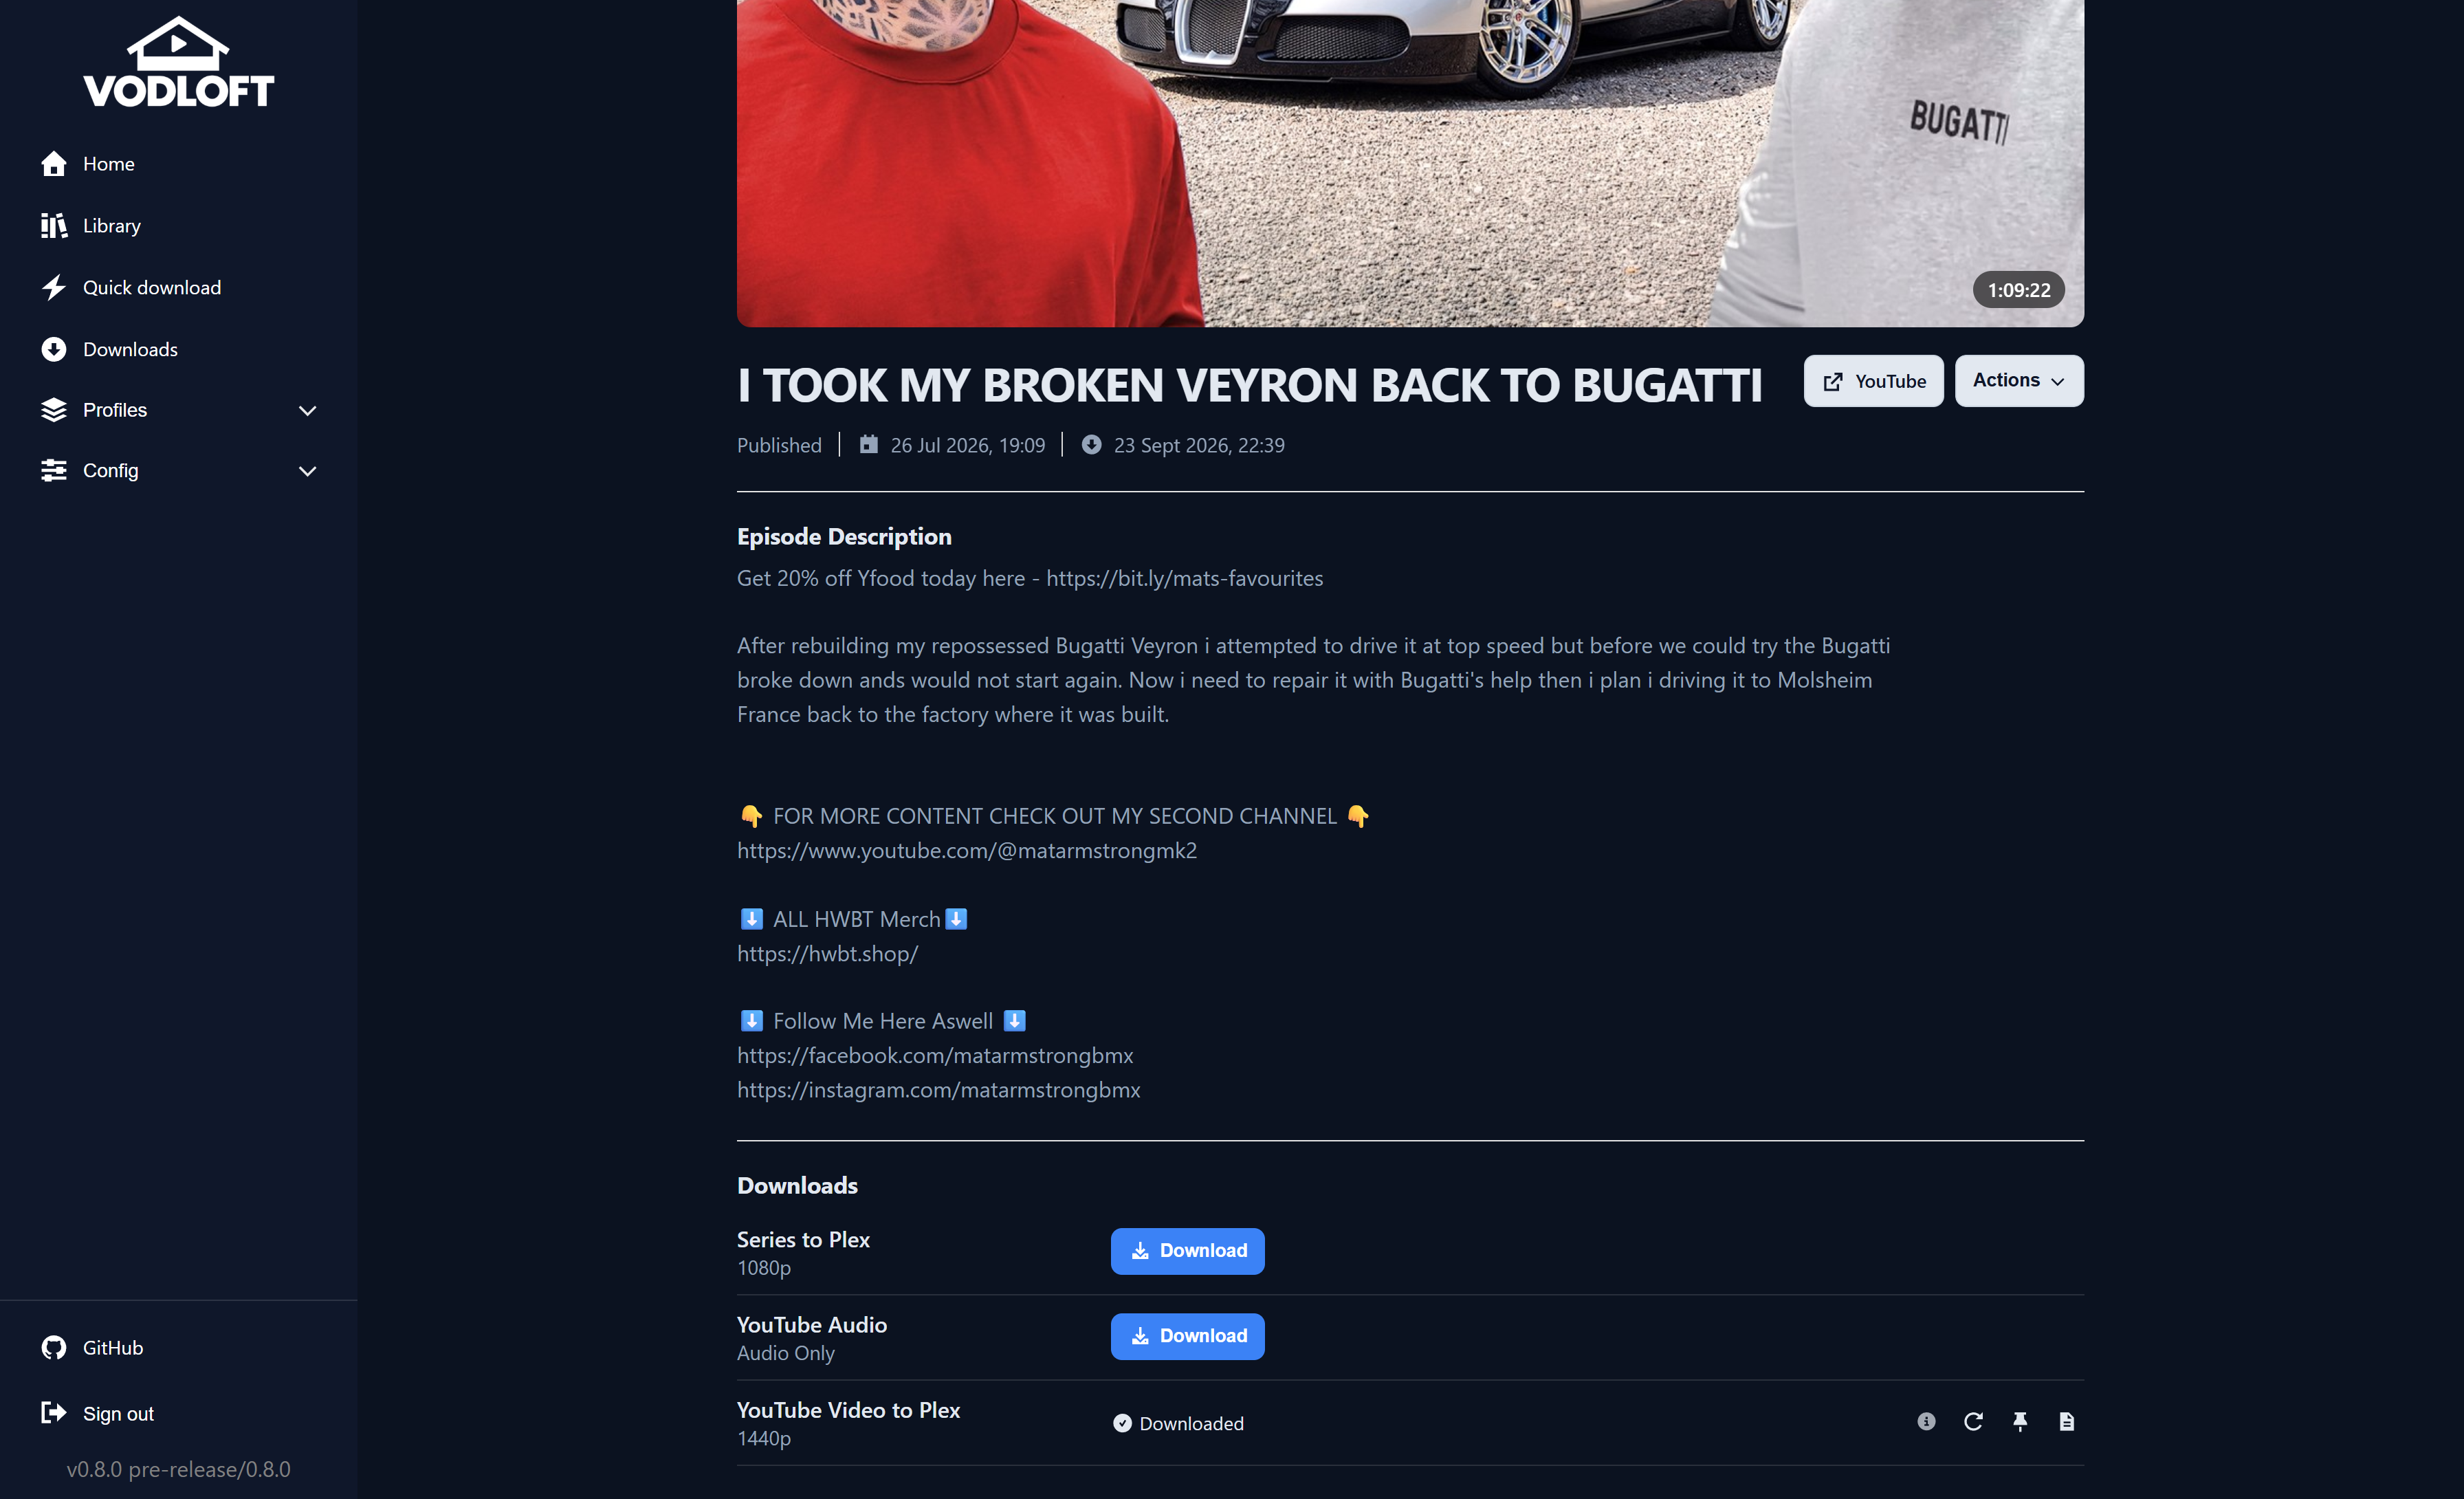 VODLOFT
Home
Library
Quick download
Downloads
Profiles
Config
BUGATTI
1:09:22
I TOOK MY BROKEN VEYRON BACK TO BUGATTI
YouTube
Actions
Published
26 Jul 2026, 19:09
23 Sept 2026, 22:39
Episode Description
Get 20% off Yfood today here - https://bit.ly/mats-favourites
After rebuilding my repossessed Bugatti Veyron i attempted to drive it at top speed but before we could try the Bugatti
broke down ands would not start again. Now i need to repair it with Bugatti's help then i plan i driving it to Molsheim
France back to the factory where it was built.
👇 FOR MORE CONTENT CHECK OUT MY SECOND CHANNEL 👇
https://www.youtube.com/@matarmstrongmk2
⬇️ ALL HWBT Merch⬇️
https://hwbt.shop/
⬇️ Follow Me Here Aswell ⬇️
https://facebook.com/matarmstrongbmx
https://instagram.com/matarmstrongbmx
Downloads
Series to Plex
1080p
Download
YouTube Audio
Audio Only
Download
YouTube Video to Plex
1440p
Downloaded
GitHub
Sign out
v0.8.0 pre-release/0.8.0